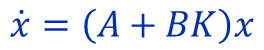 ẋ = (A + BK)x